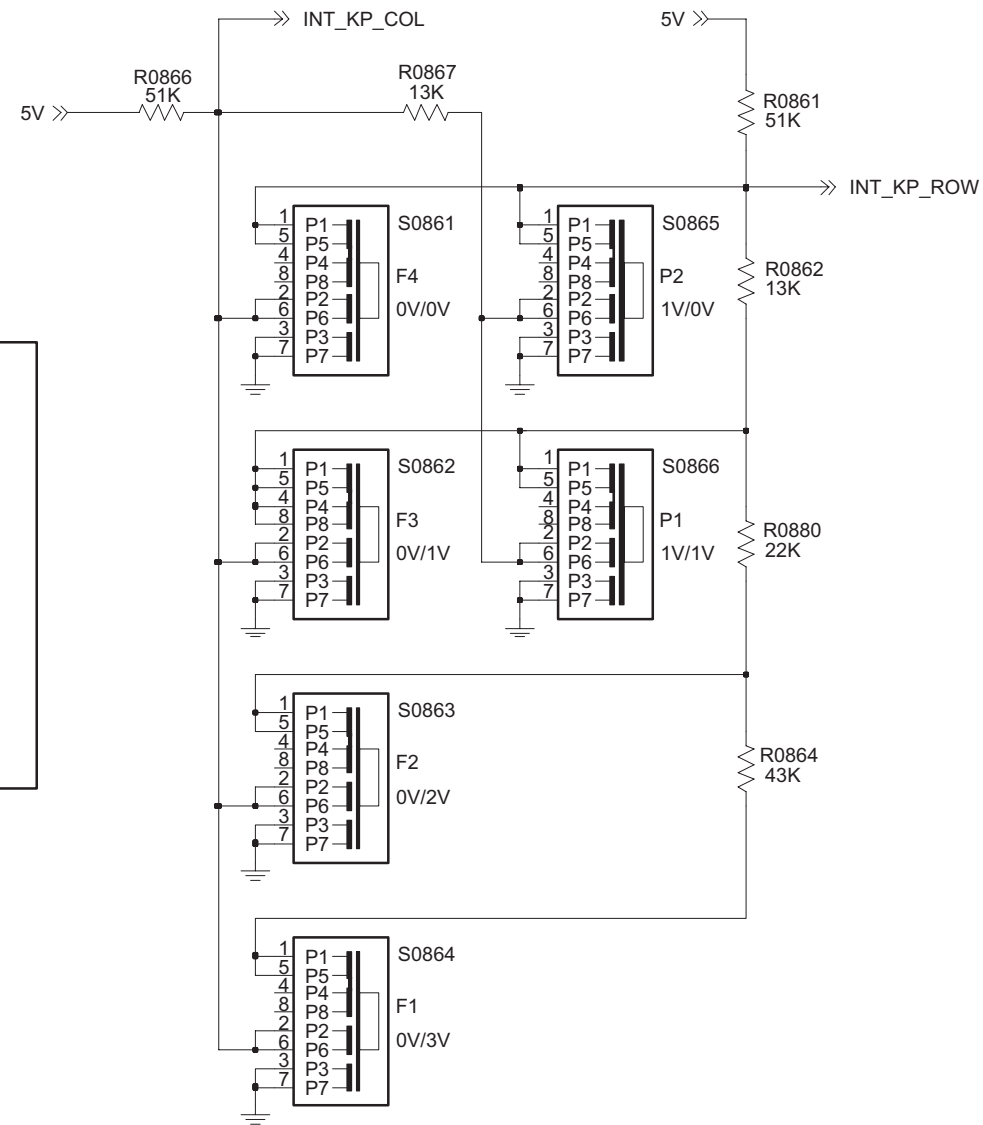 INT_KP_COL
5V
R0866
51K
R0867
13K
5V
R0861
51K
INT_KP_ROW
R0862
13K
1 P1
5 P5
4 P4
8 P8
2 P2
6 P6
3 P3
7 P7
S0861
F4
0V/0V
1 P1
5 P5
4 P4
8 P8
2 P2
6 P6
3 P3
7 P7
S0865
P2
1V/0V
1 P1
5 P5
4 P4
8 P8
2 P2
6 P6
3 P3
7 P7
S0862
F3
0V/1V
1 P1
5 P5
4 P4
8 P8
2 P2
6 P6
3 P3
7 P7
S0866
P1
1V/1V
R0880
22K
1 P1
5 P5
4 P4
8 P8
2 P2
6 P6
3 P3
7 P7
S0863
F2
0V/2V
R0864
43K
1 P1
5 P5
4 P4
8 P8
2 P2
6 P6
3 P3
7 P7
S0864
F1
0V/3V